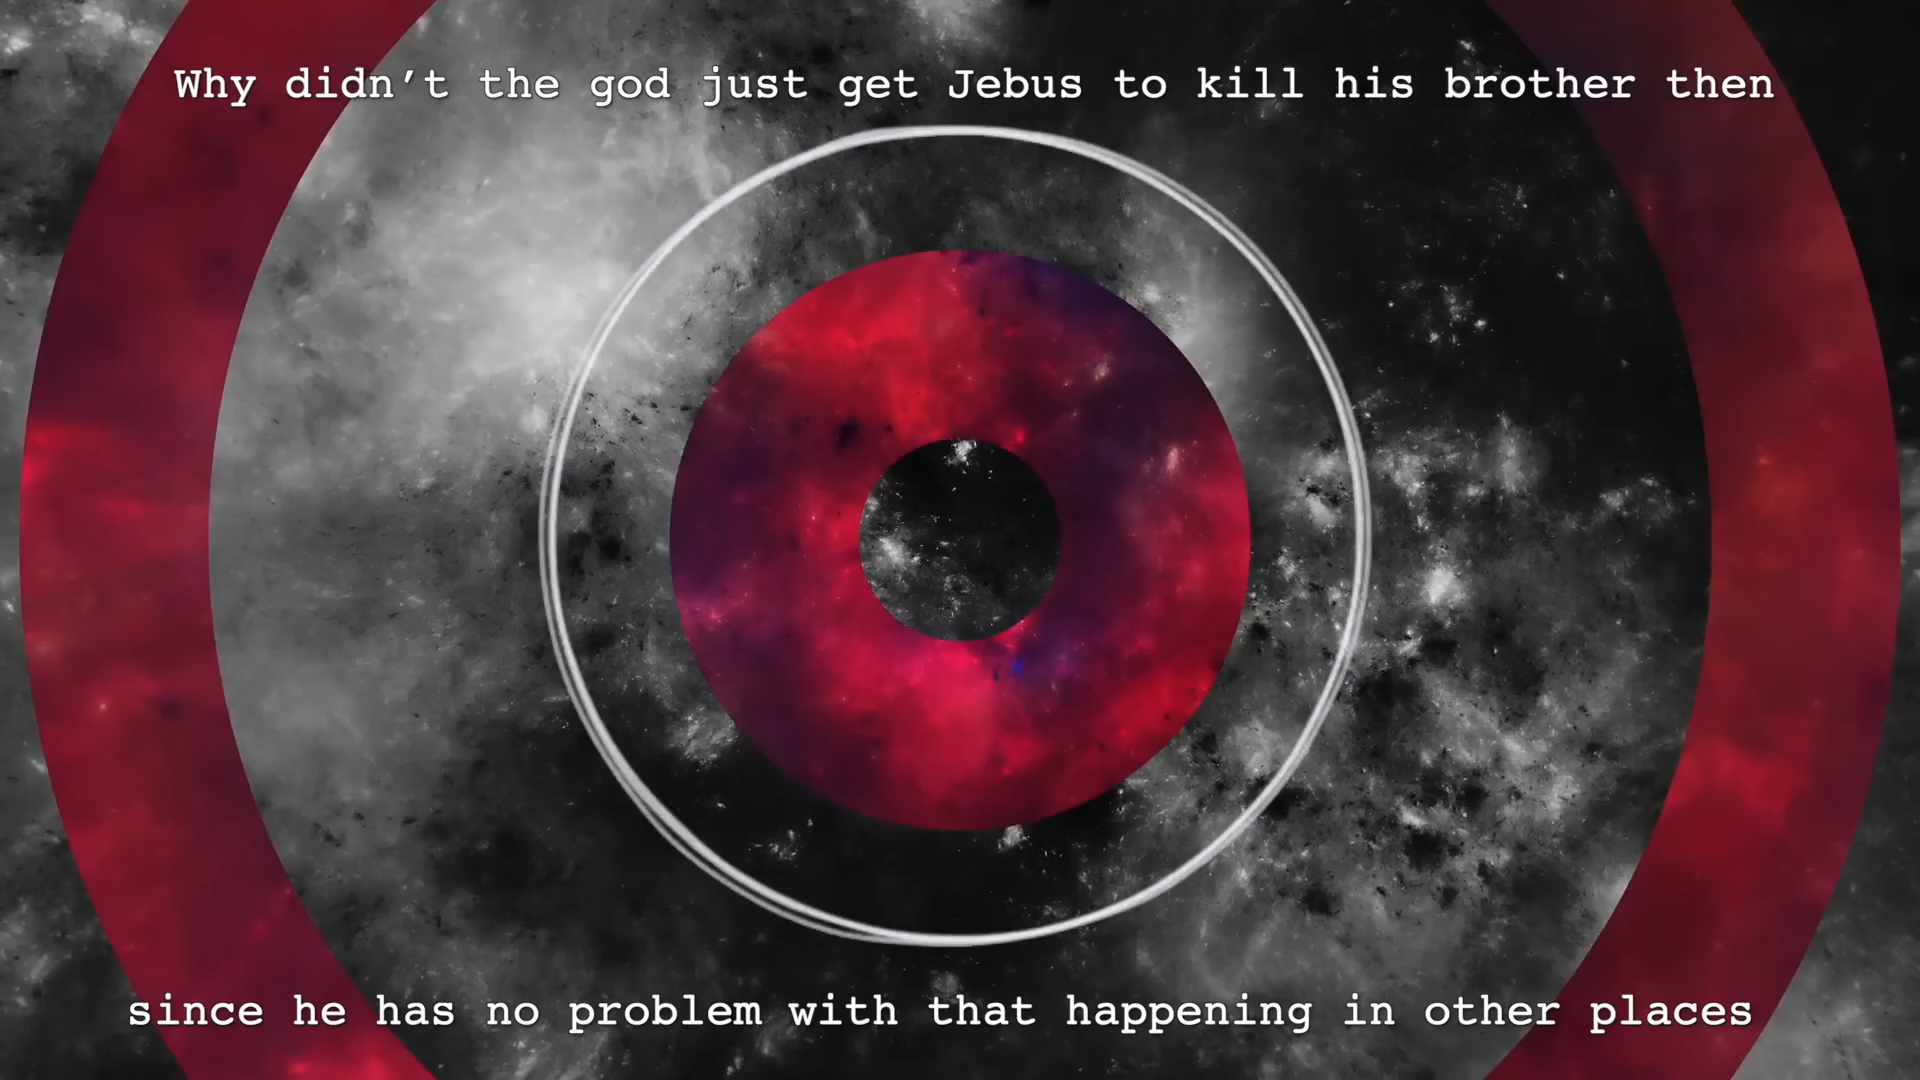 Why didn’t the god just get Jebus to kill his brother then
since he has no problem with that happening in other places